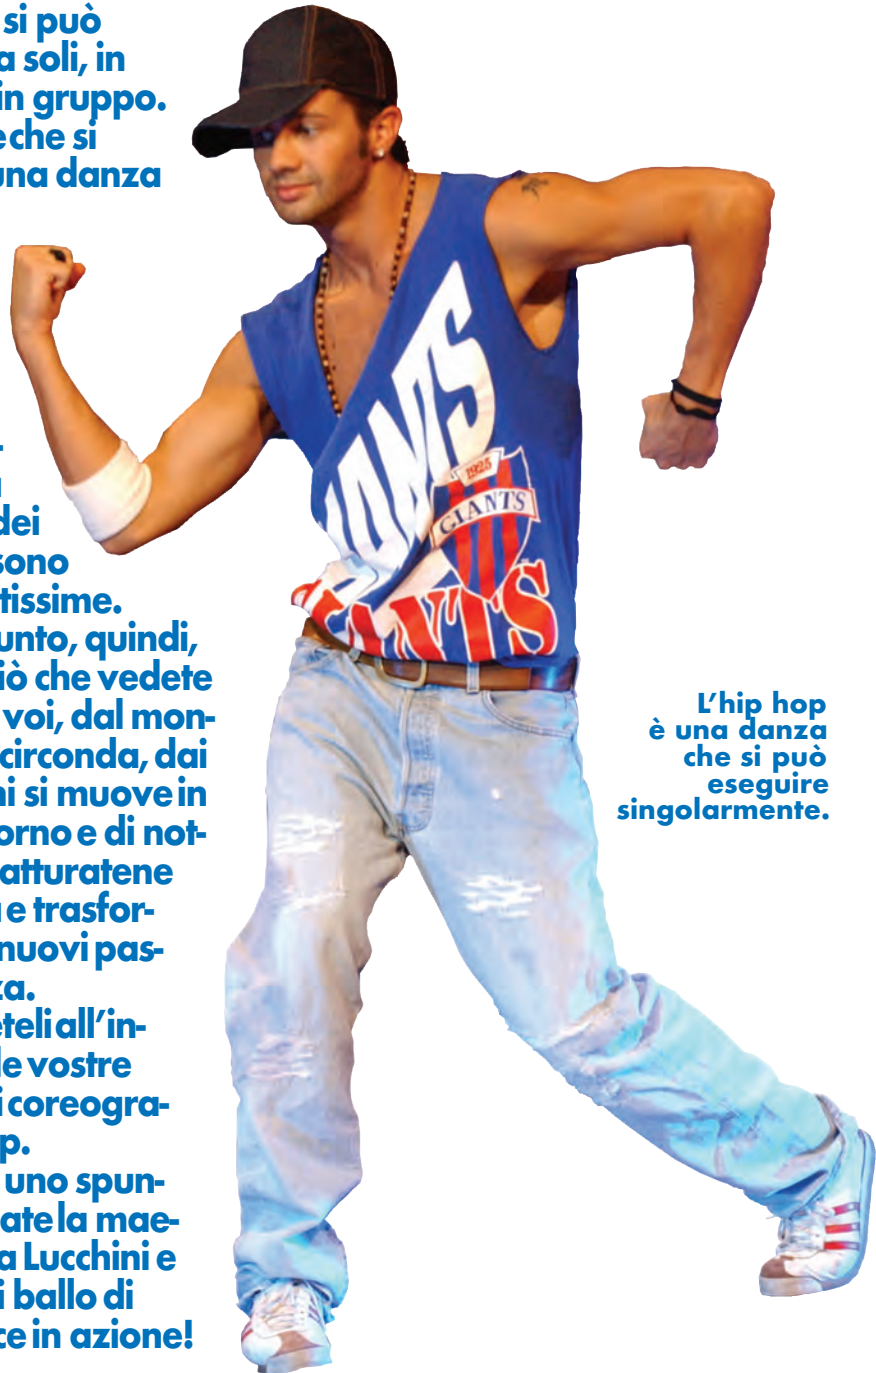 si può
a soli, in
in gruppo.
che si
una danza
dei
sono
tissime.
unto, quindi,
iò che vedete
voi, dal mon-
circonda, dai
ni si muove in
orno e di not-
atturatene
e trasfor-
nuovi pas-
za.
eteli all’in-
le vostre
i coreogra-
p.
uno spun-
ate la mae-
a Lucchini e
i ballo di
ce in azione!
GIANTS
1925
GIANTS
GIANTS
L’hip hop
è una danza
che si può
eseguire
singolarmente.